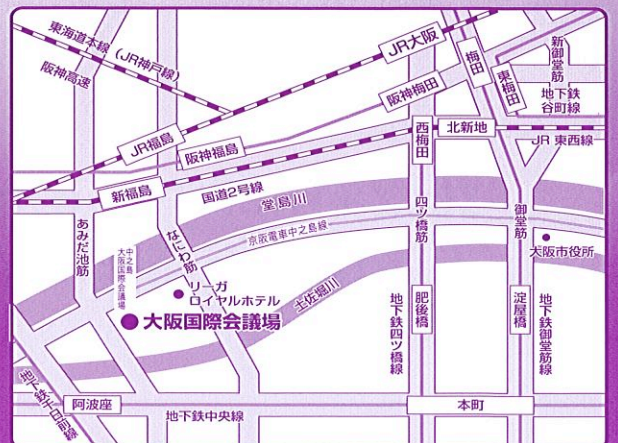 東海道本線（JR神戸線）
阪神高速
JR大阪
梅田
東梅田
新御堂筋
地下鉄
谷町線
阪神梅田
西梅田
北新地
JR 東西線
JR福島
阪神福島
新福島
国道2号線
堂島川
あみだ池筋
なにわ筋
京阪電車中之島線
四ツ橋筋
御堂筋
大阪市役所
中之島
大阪国際会議場
リーガ
ロイヤルホテル
土佐堀川
大阪国際会議場
地下鉄四ツ橋線
肥後橋
淀屋橋
地下鉄御堂筋線
地下鉄千日前線
阿波座
地下鉄中央線
本町